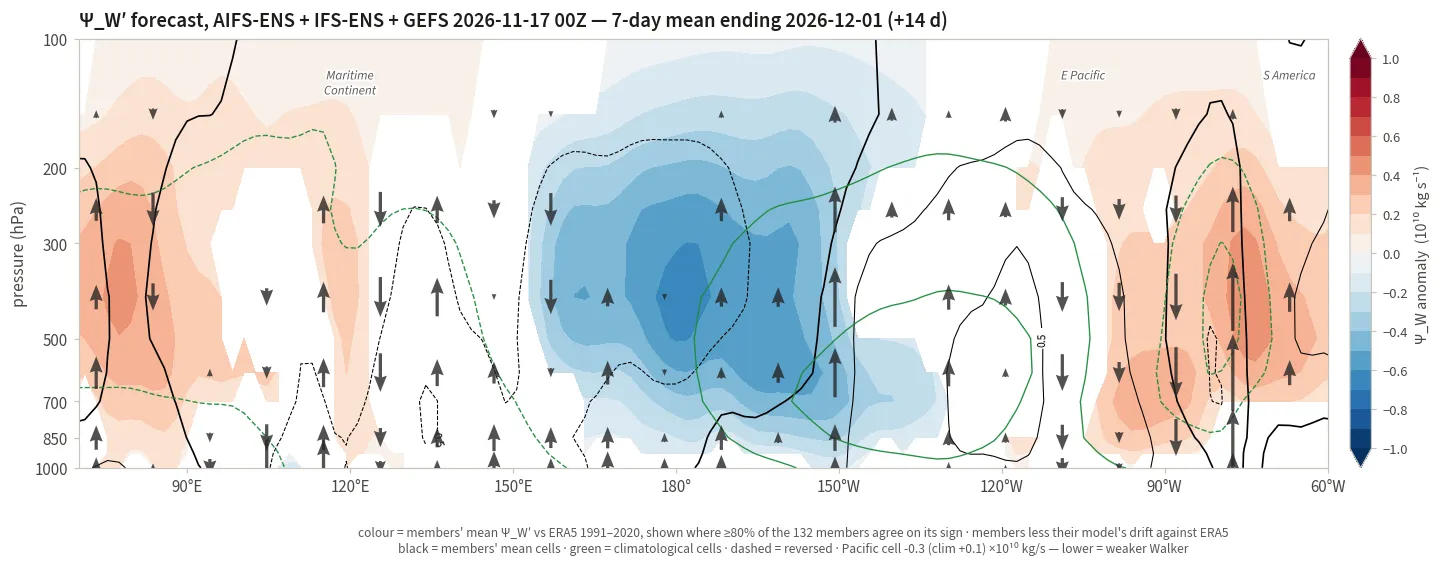 Ψ_W′ forecast, AIFS-ENS + IFS-ENS + GEFS 2026-11-17 00Z — 7-day mean ending 2026-12-01 (+14 d)
Maritime
Continent
E Pacific
S America
100
200
300
500
700
850
1000
pressure (hPa)
0.5
90°E
120°E
150°E
180°
150°W
120°W
90°W
60°W
1.0
0.8
0.6
0.4
0.2
0.0
−0.2
−0.4
−0.6
−0.8
−1.0
Ψ_W anomaly (10¹⁰ kg s⁻¹)
colour = members' mean Ψ_W′ vs ERA5 1991–2020, shown where ≥80% of the 132 members agree on its sign · members less their model's drift against ERA5
black = members' mean cells · green = climatological cells · dashed = reversed · Pacific cell -0.3 (clim +0.1) ×10¹⁰ kg/s — lower = weaker Walker